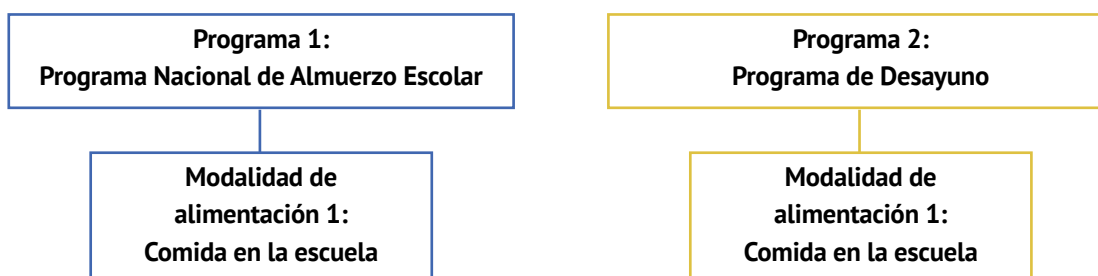 Programa 1:
Programa Nacional de Almuerzo Escolar
Programa 2:
Programa de Desayuno
Modalidad de
alimentación 1:
Comida en la escuela
Modalidad de
alimentación 1:
Comida en la escuela